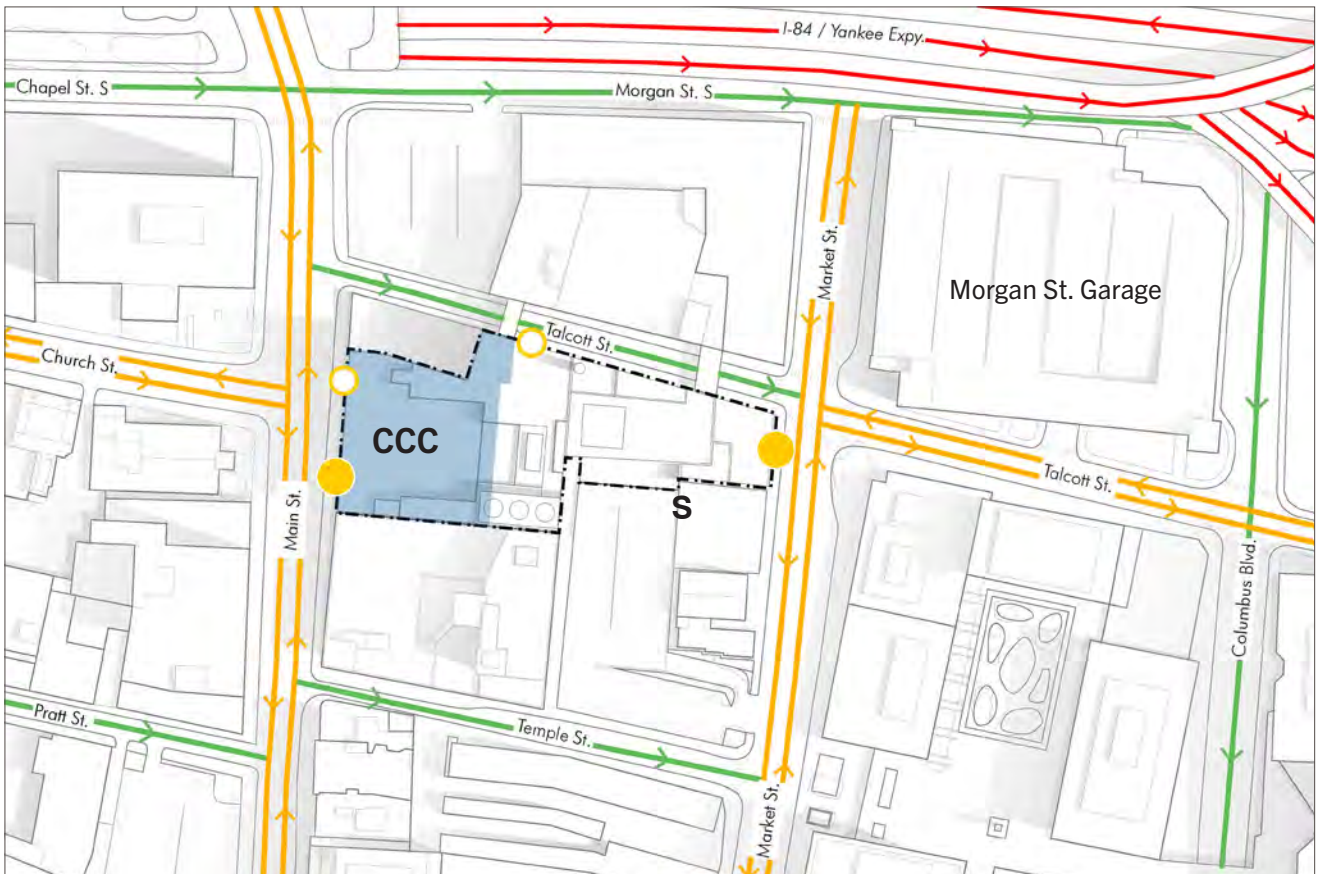 I-84 / Yankee Expy.
Chapel St. S
Morgan St. S
Market St.
Morgan St. Garage
Talcott St.
Church St.
CCC
Talcott St.
Main St.
S
Columbus Blvd.
Pratt St.
Temple St.
Market St.